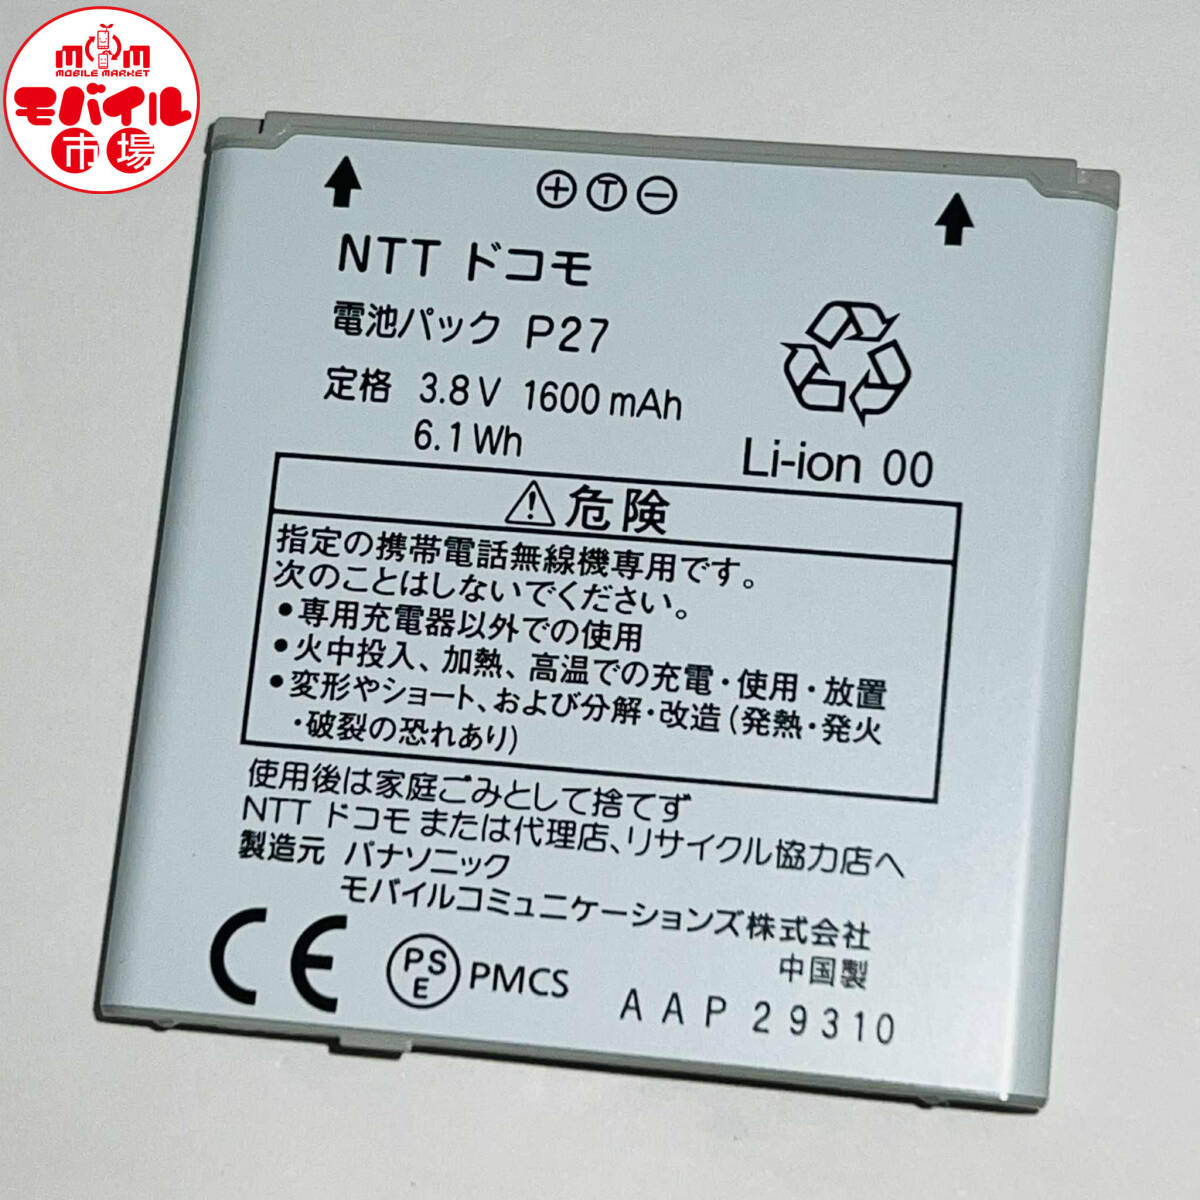 mm
MOBILE MARKET
モバイル
市場
+ T −
NTT ドコモ
電池パック P27
定格 3.8V 1600mAh
6.1Wh
Li-ion 00
⚠危険
指定の携帯電話無線機専用です。
次のことはしないでください。
•専用充電器以外での使用
•火中投入、加熱、高温での充電・使用・放置
•変形やショート、および分解・改造(発熱・発火
・破裂の恐れあり)
使用後は家庭ごみとして捨てず
NTT ドコモ または代理店、リサイクル協力店へ
製造元 パナソニック
モバイルコミュニケーションズ株式会社
中国製
CE PSE PMCS
AAP29310